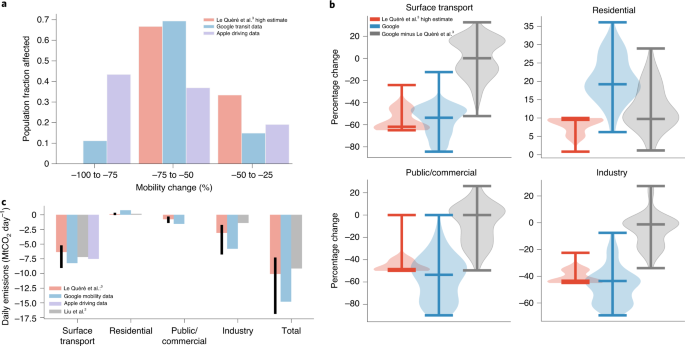 a
Population fraction affected
0.7
0.6
0.5
0.4
0.3
0.2
0.1
0
Le Quéré et al.3 high estimate
Google transit data
Apple driving data
–100 to –75
–75 to –50
–50 to –25
Mobility change (%)
b
Le Quéré et al.3 high estimate
Google
Google minus Le Quéré et al.3
Surface transport
Percentage change
20
0
–20
–40
–60
–80
Residential
35
30
25
20
15
10
5
0
Public/commercial
Percentage change
20
0
–20
–40
–60
–80
Industry
20
0
–20
–40
–60
c
Daily emissions (MtCO2 day–1)
0
–2.5
–5.0
–7.5
–10.0
–12.5
–15.0
–17.5
Le Quéré et al.3
Google mobility data
Apple driving data
Liu et al.2
Surface
transport
Residential
Public/
commercial
Industry
Total